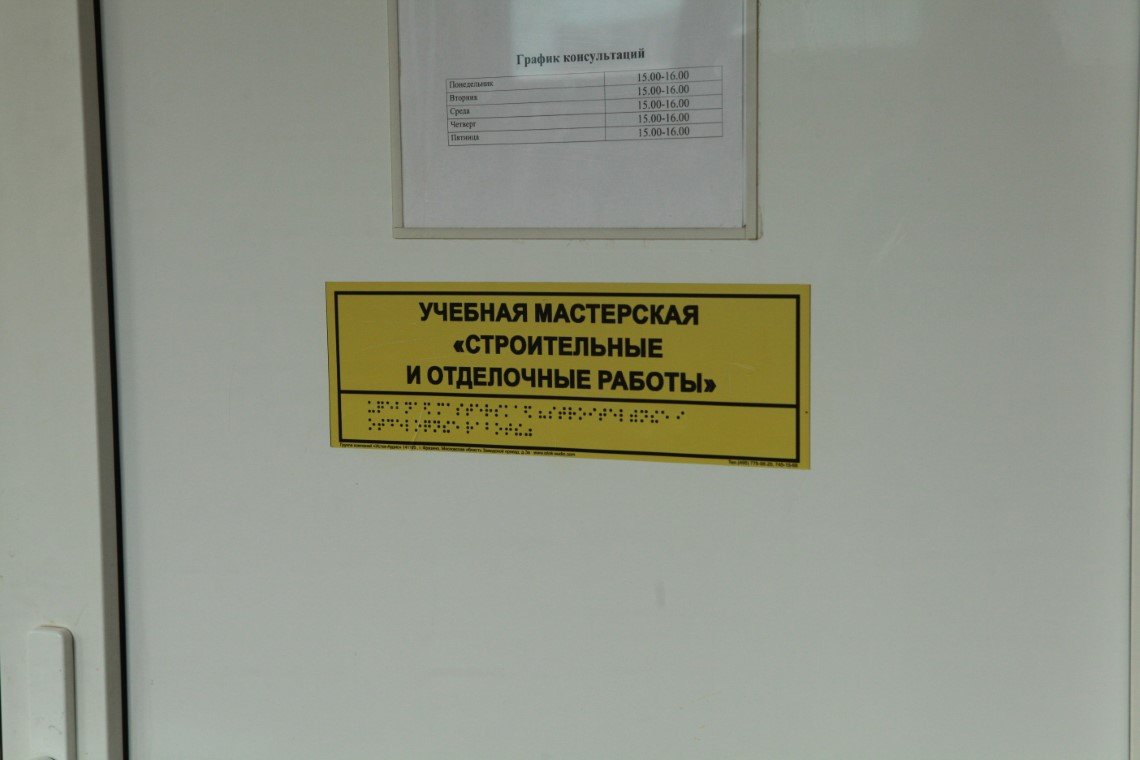 График консультаций
Понедельник 15.00-16.00
Вторник 15.00-16.00
Среда 15.00-16.00
Четверг 15.00-16.00
Пятница 15.00-16.00
УЧЕБНАЯ МАСТЕРСКАЯ
«СТРОИТЕЛЬНЫЕ
И ОТДЕЛОЧНЫЕ РАБОТЫ»